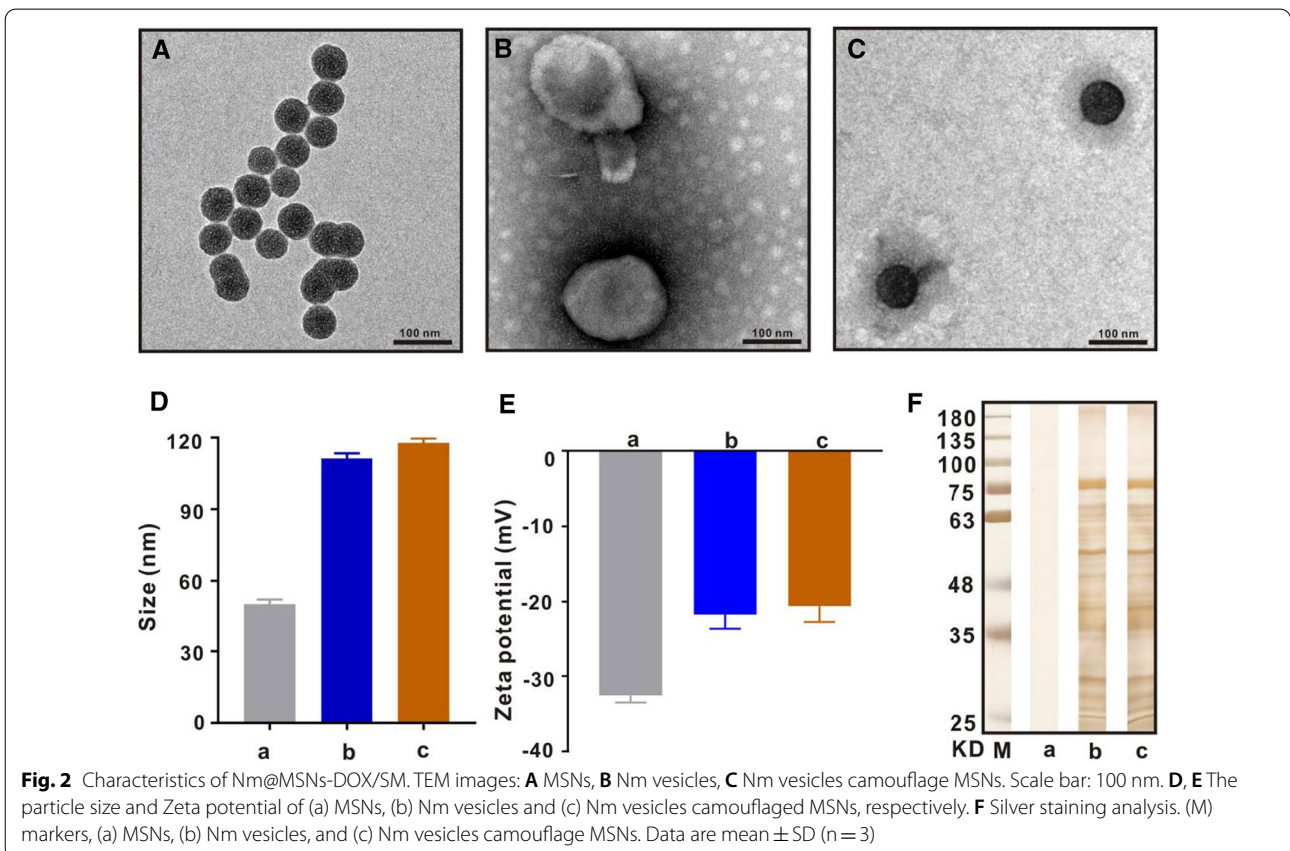 A
B
C
100 nm
100 nm
100 nm
D
E
F
120
90
60
30
0
Size (nm)
a
b
c
a
b
c
0
-10
-20
-30
-40
Zeta potential (mV)
180
135
100
75
63
48
35
25
KD M a b c
Fig. 2 Characteristics of Nm@MSNs-DOX/SM. TEM images: A MSNs, B Nm vesicles, C Nm vesicles camouflage MSNs. Scale bar: 100 nm. D, E The
particle size and Zeta potential of (a) MSNs, (b) Nm vesicles and (c) Nm vesicles camouflaged MSNs, respectively. F Silver staining analysis. (M)
markers, (a) MSNs, (b) Nm vesicles, and (c) Nm vesicles camouflage MSNs. Data are mean ± SD (n = 3)